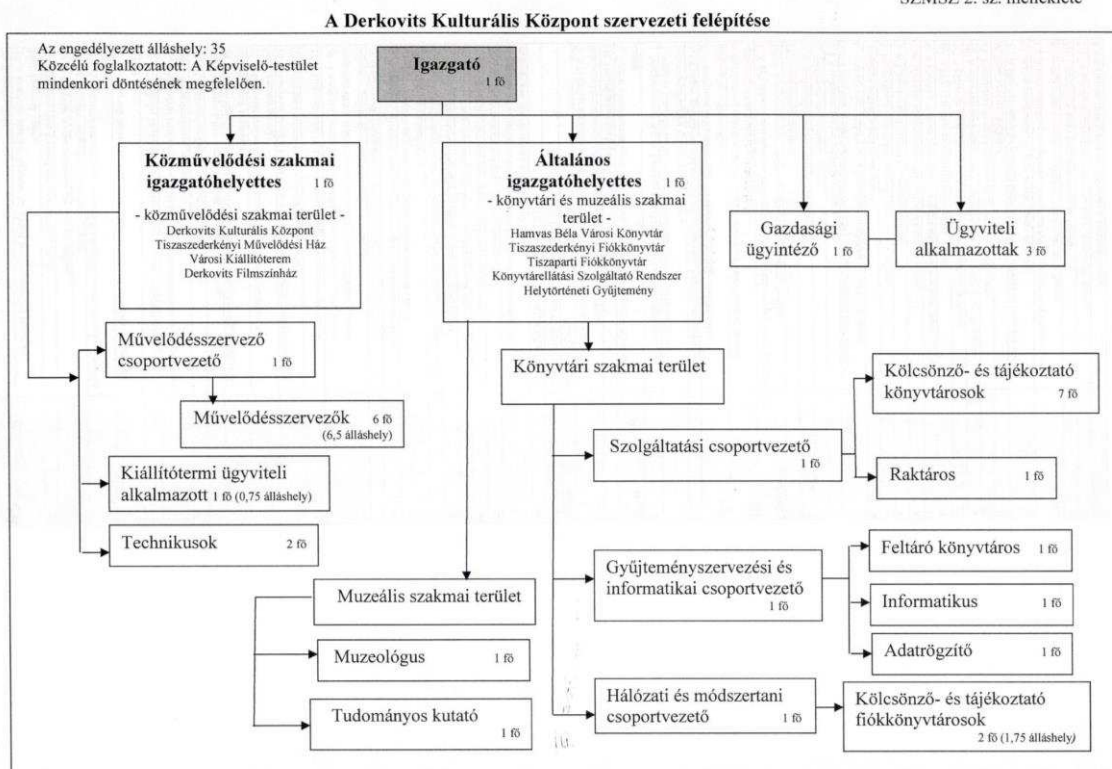 SZMSZ 2. sz. melléklete
A Derkovits Kulturális Központ szervezeti felépítése
Az engedélyezett álláshely: 35
Közcélú foglalkoztatott: A Képviselő-testület
mindenkori döntésének megfelelően.
Igazgató
1 fő
Közművelődési szakmai
igazgatóhelyettes 1 fő
- közművelődési szakmai terület -
Derkovits Kulturális Központ
Tiszaszederkényi Művelődési Ház
Városi Kiállítóterem
Derkovits Filmszínház
Általános
igazgatóhelyettes 1 fő
- könyvtári és muzeális szakmai
terület -
Hamvas Béla Városi Könyvtár
Tiszaszederkényi Fiókkönyvtár
Tiszaparti Fiókkönyvtár
Könyvtárellátási Szolgáltató Rendszer
Helytörténeti Gyűjtemény
Gazdasági
ügyintéző 1 fő
Ügyviteli
alkalmazottak 3 fő
Művelődésszervező
csoportvezető 1 fő
Művelődésszervezők 6 fő
(6,5 álláshely)
Kiállítótermi ügyviteli
alkalmazott 1 fő (0,75 álláshely)
Technikusok 2 fő
Könyvtári szakmai terület
Szolgáltatási csoportvezető
1 fő
Kölcsönző- és tájékoztató
könyvtárosok 7 fő
Raktáros 1 fő
Gyűjteményszervezési és
informatikai csoportvezető
1 fő
Feltáró könyvtáros 1 fő
Informatikus 1 fő
Adatrögzítő 1 fő
Hálózati és módszertani
csoportvezető 1 fő
Kölcsönző- és tájékoztató
fiókkönyvtárosok
2 fő (1,75 álláshely)
Muzeális szakmai terület
Muzeológus 1 fő
Tudományos kutató
1 fő